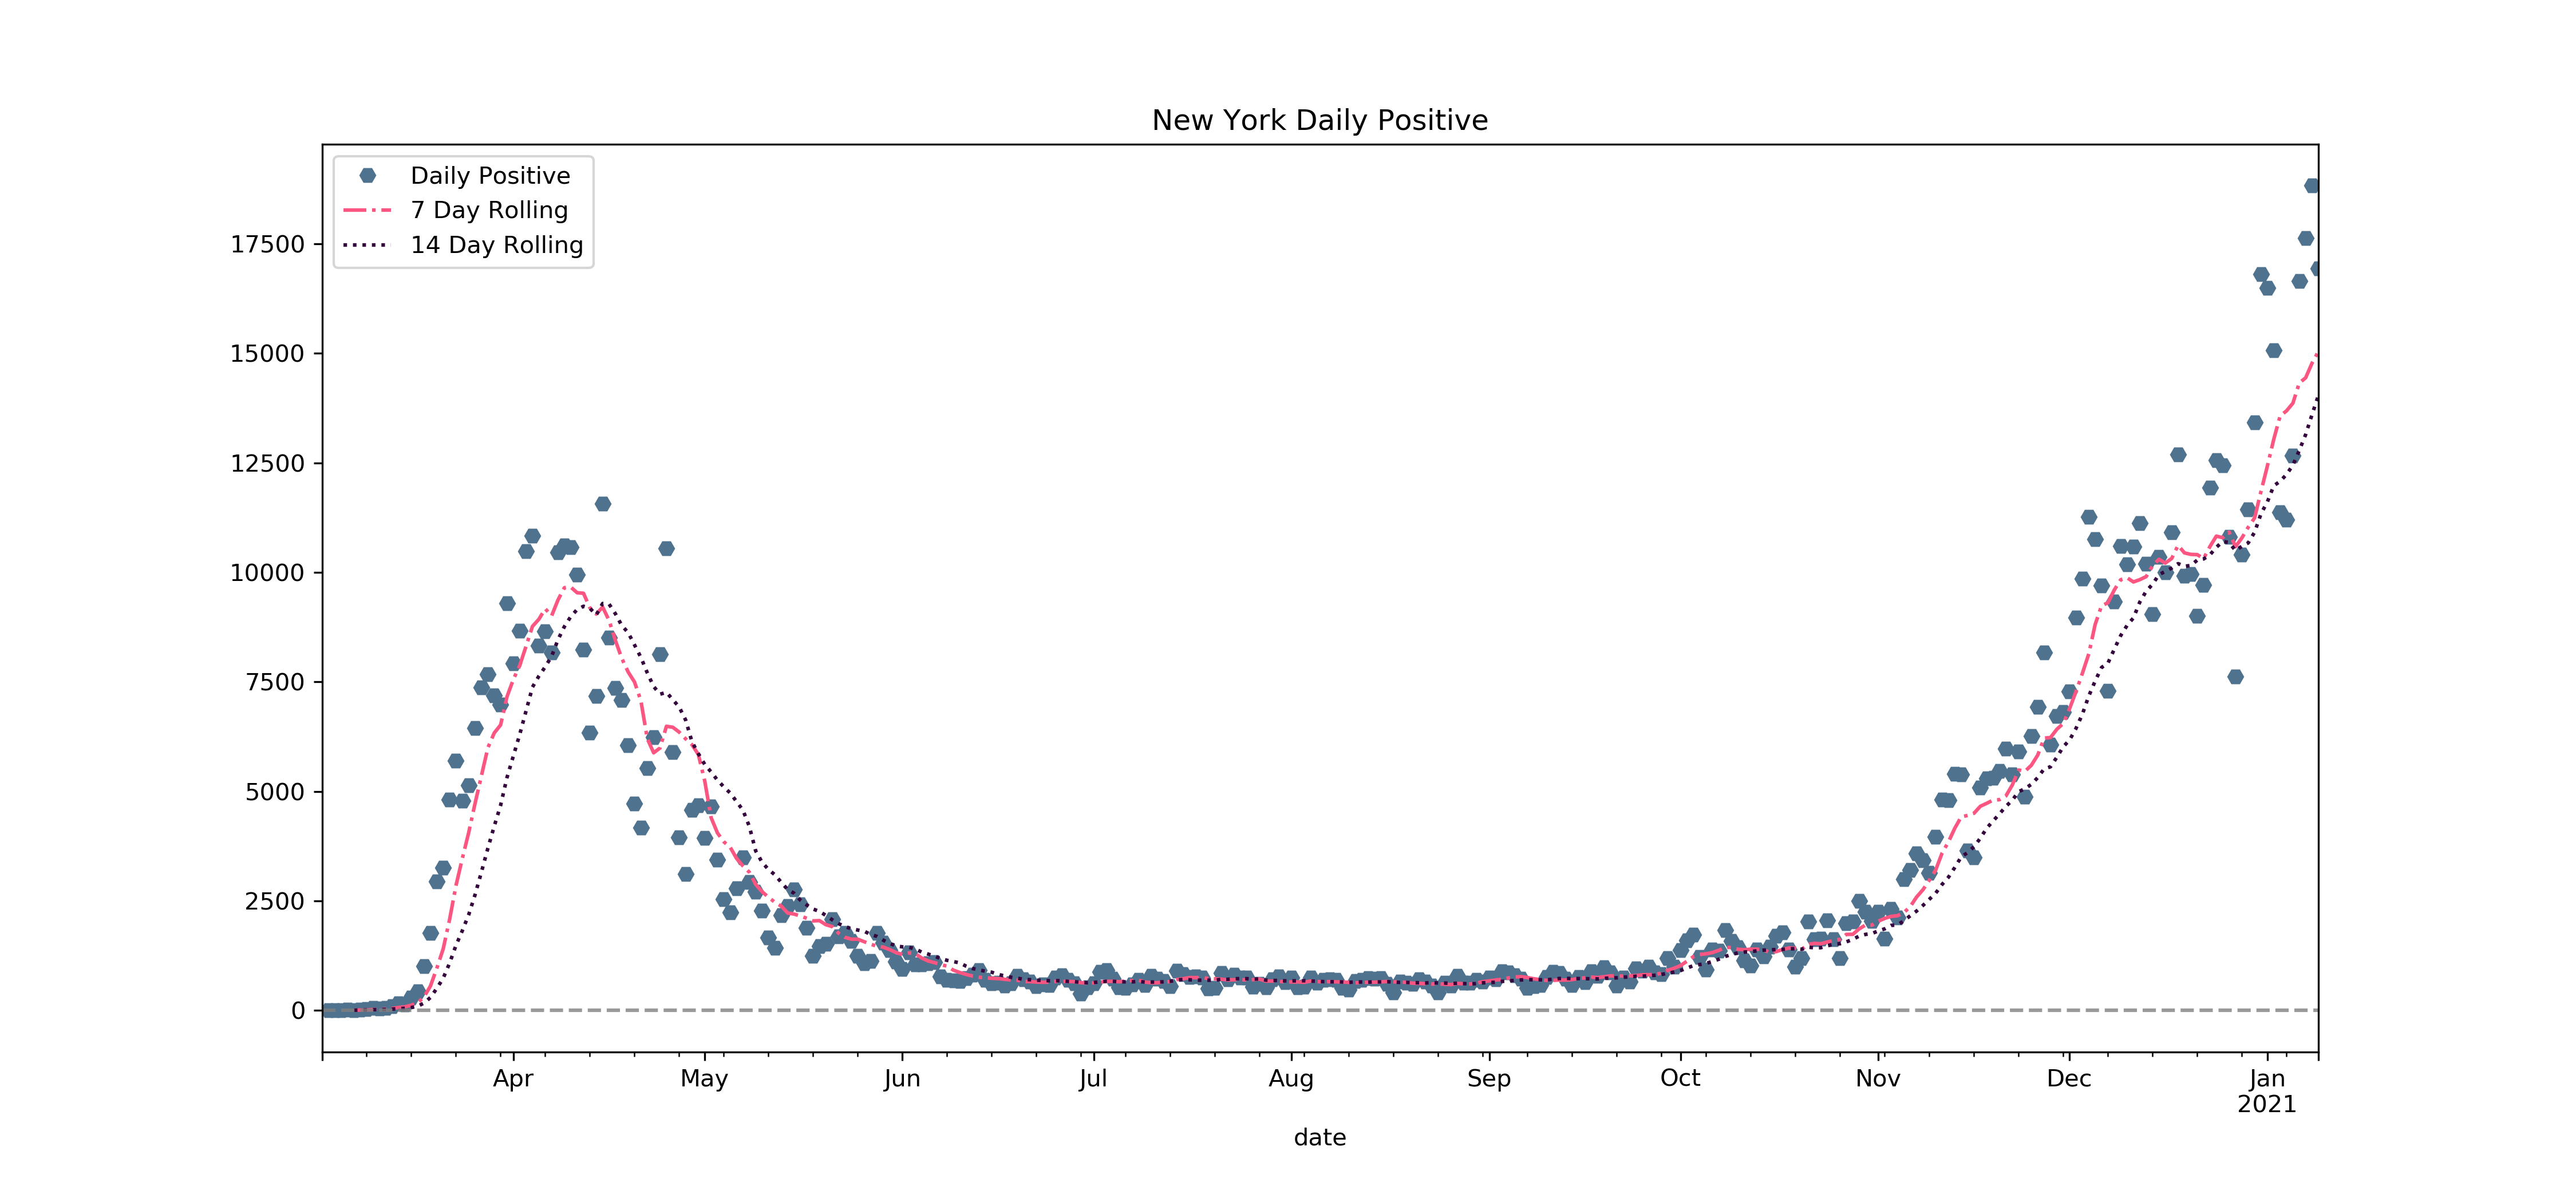 New York Daily Positive
Daily Positive
7 Day Rolling
14 Day Rolling
17500
15000
12500
10000
7500
5000
2500
0
Apr May Jun Jul Aug Sep Oct Nov Dec Jan
2021
date